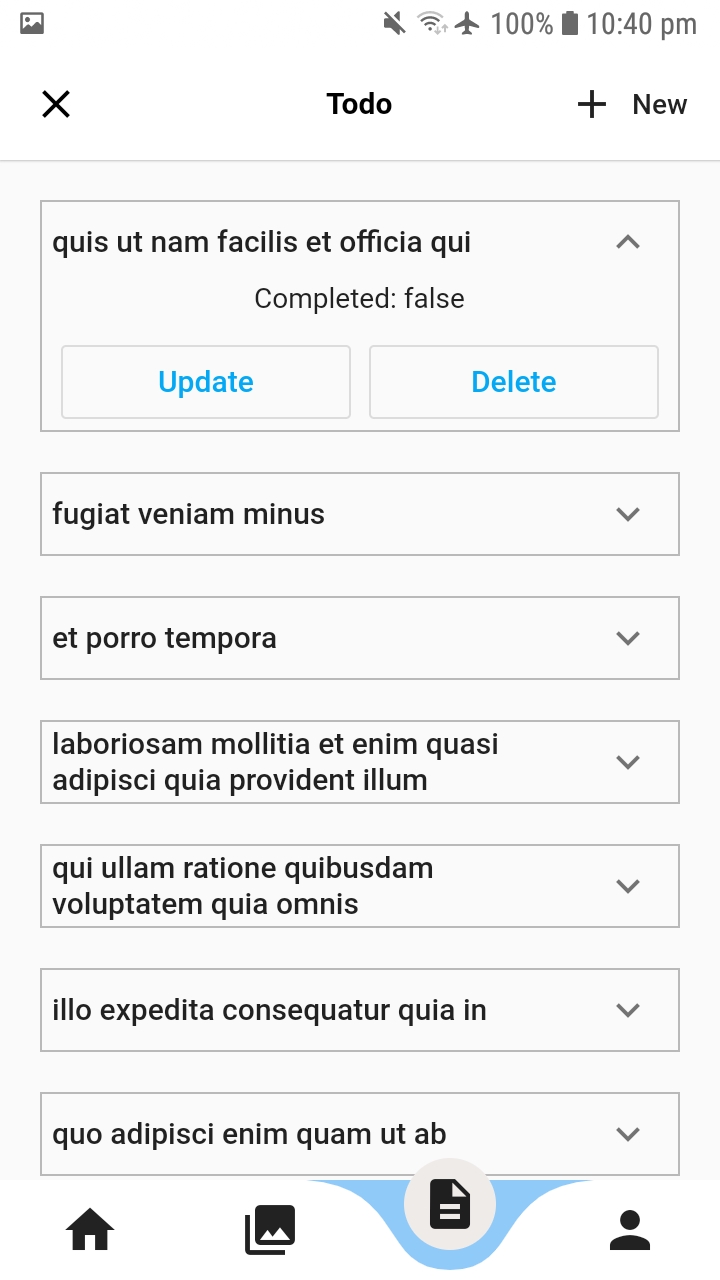 100% 10:40 pm
Todo
New
quis ut nam facilis et officia qui
Completed: false
Update
Delete
fugiat veniam minus
et porro tempora
laboriosam mollitia et enim quasi
adipisci quia provident illum
qui ullam ratione quibusdam
voluptatem quia omnis
illo expedita consequatur quia in
quo adipisci enim quam ut ab